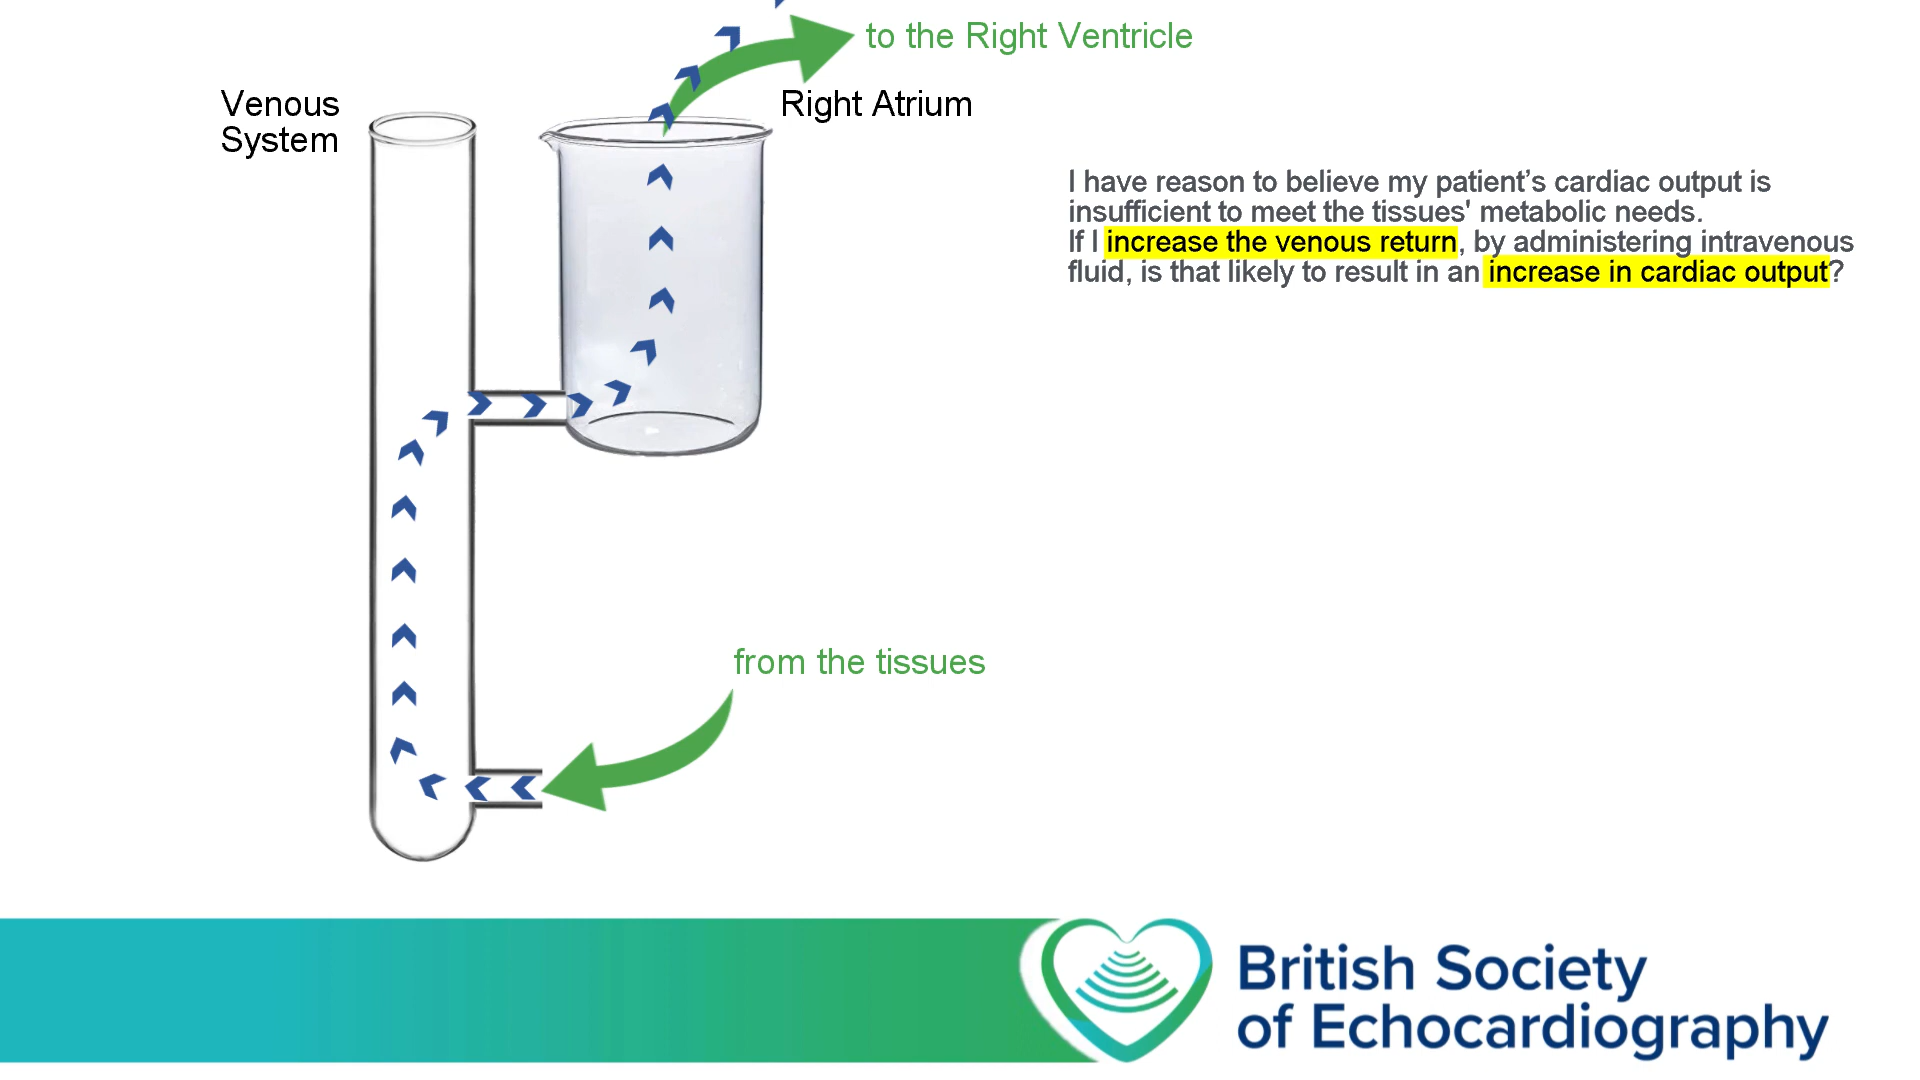 to the Right Ventricle
Venous
System
Right Atrium
I have reason to believe my patient’s cardiac output is
insufficient to meet the tissues' metabolic needs.
If I increase the venous return, by administering intravenous
fluid, is that likely to result in an increase in cardiac output?
from the tissues
British Society
of Echocardiography